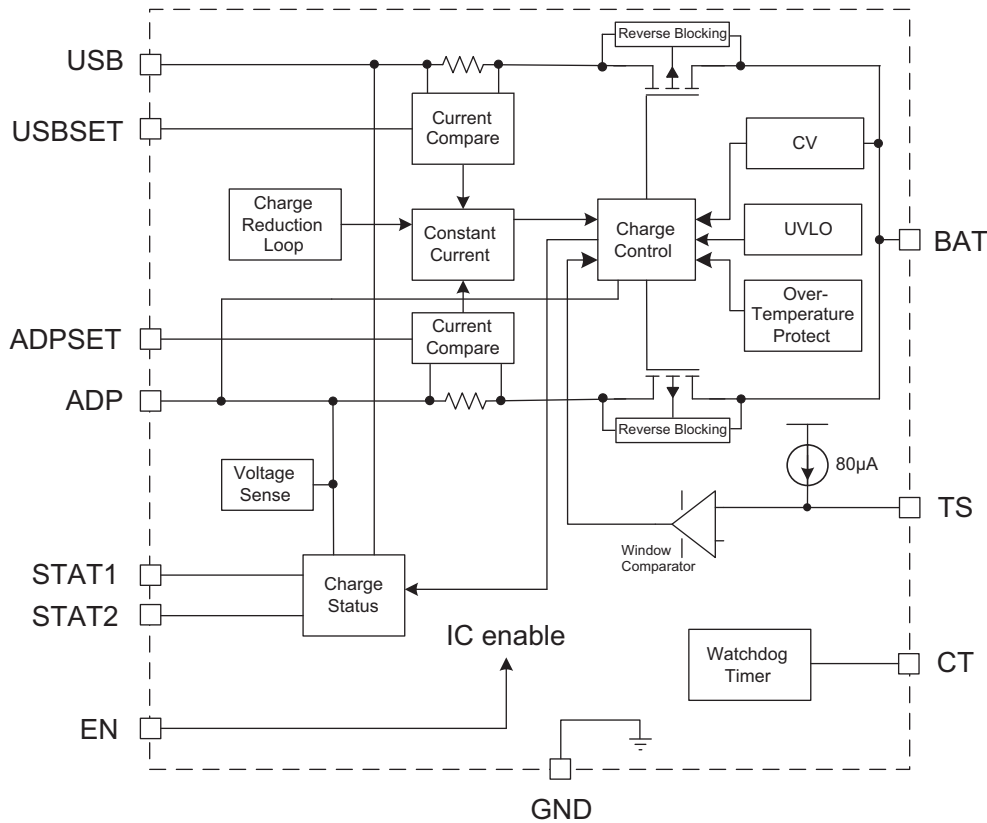 Reverse Blocking
USB
USBSET
Current
Compare
CV
Charge
Reduction
Loop
Constant
Current
Charge
Control
UVLO
BAT
Over-
Temperature
Protect
ADPSET
Current
Compare
ADP
Reverse Blocking
Voltage
Sense
80µA
TS
Window
Comparator
STAT1
STAT2
Charge
Status
IC enable
Watchdog
Timer
CT
EN
GND